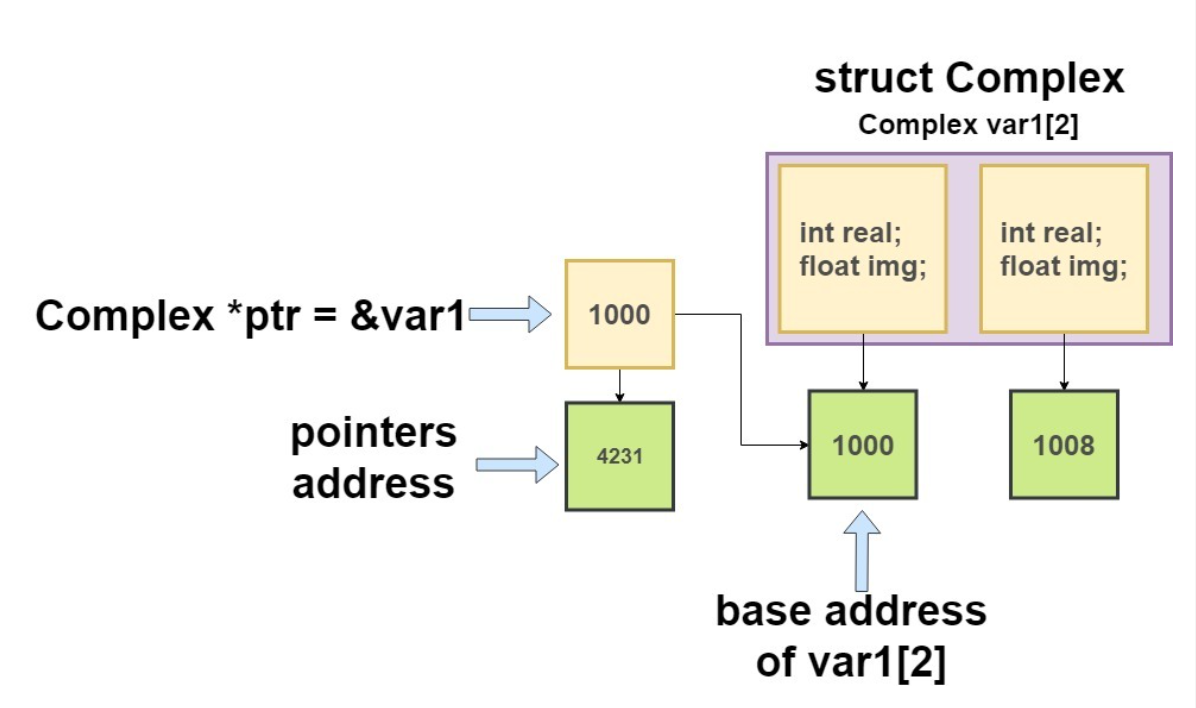 struct Complex
Complex var1[2]
int real;
float img;
int real;
float img;
Complex *ptr = &var1
1000
pointers
address
4231
1000
1008
base address
of var1[2]